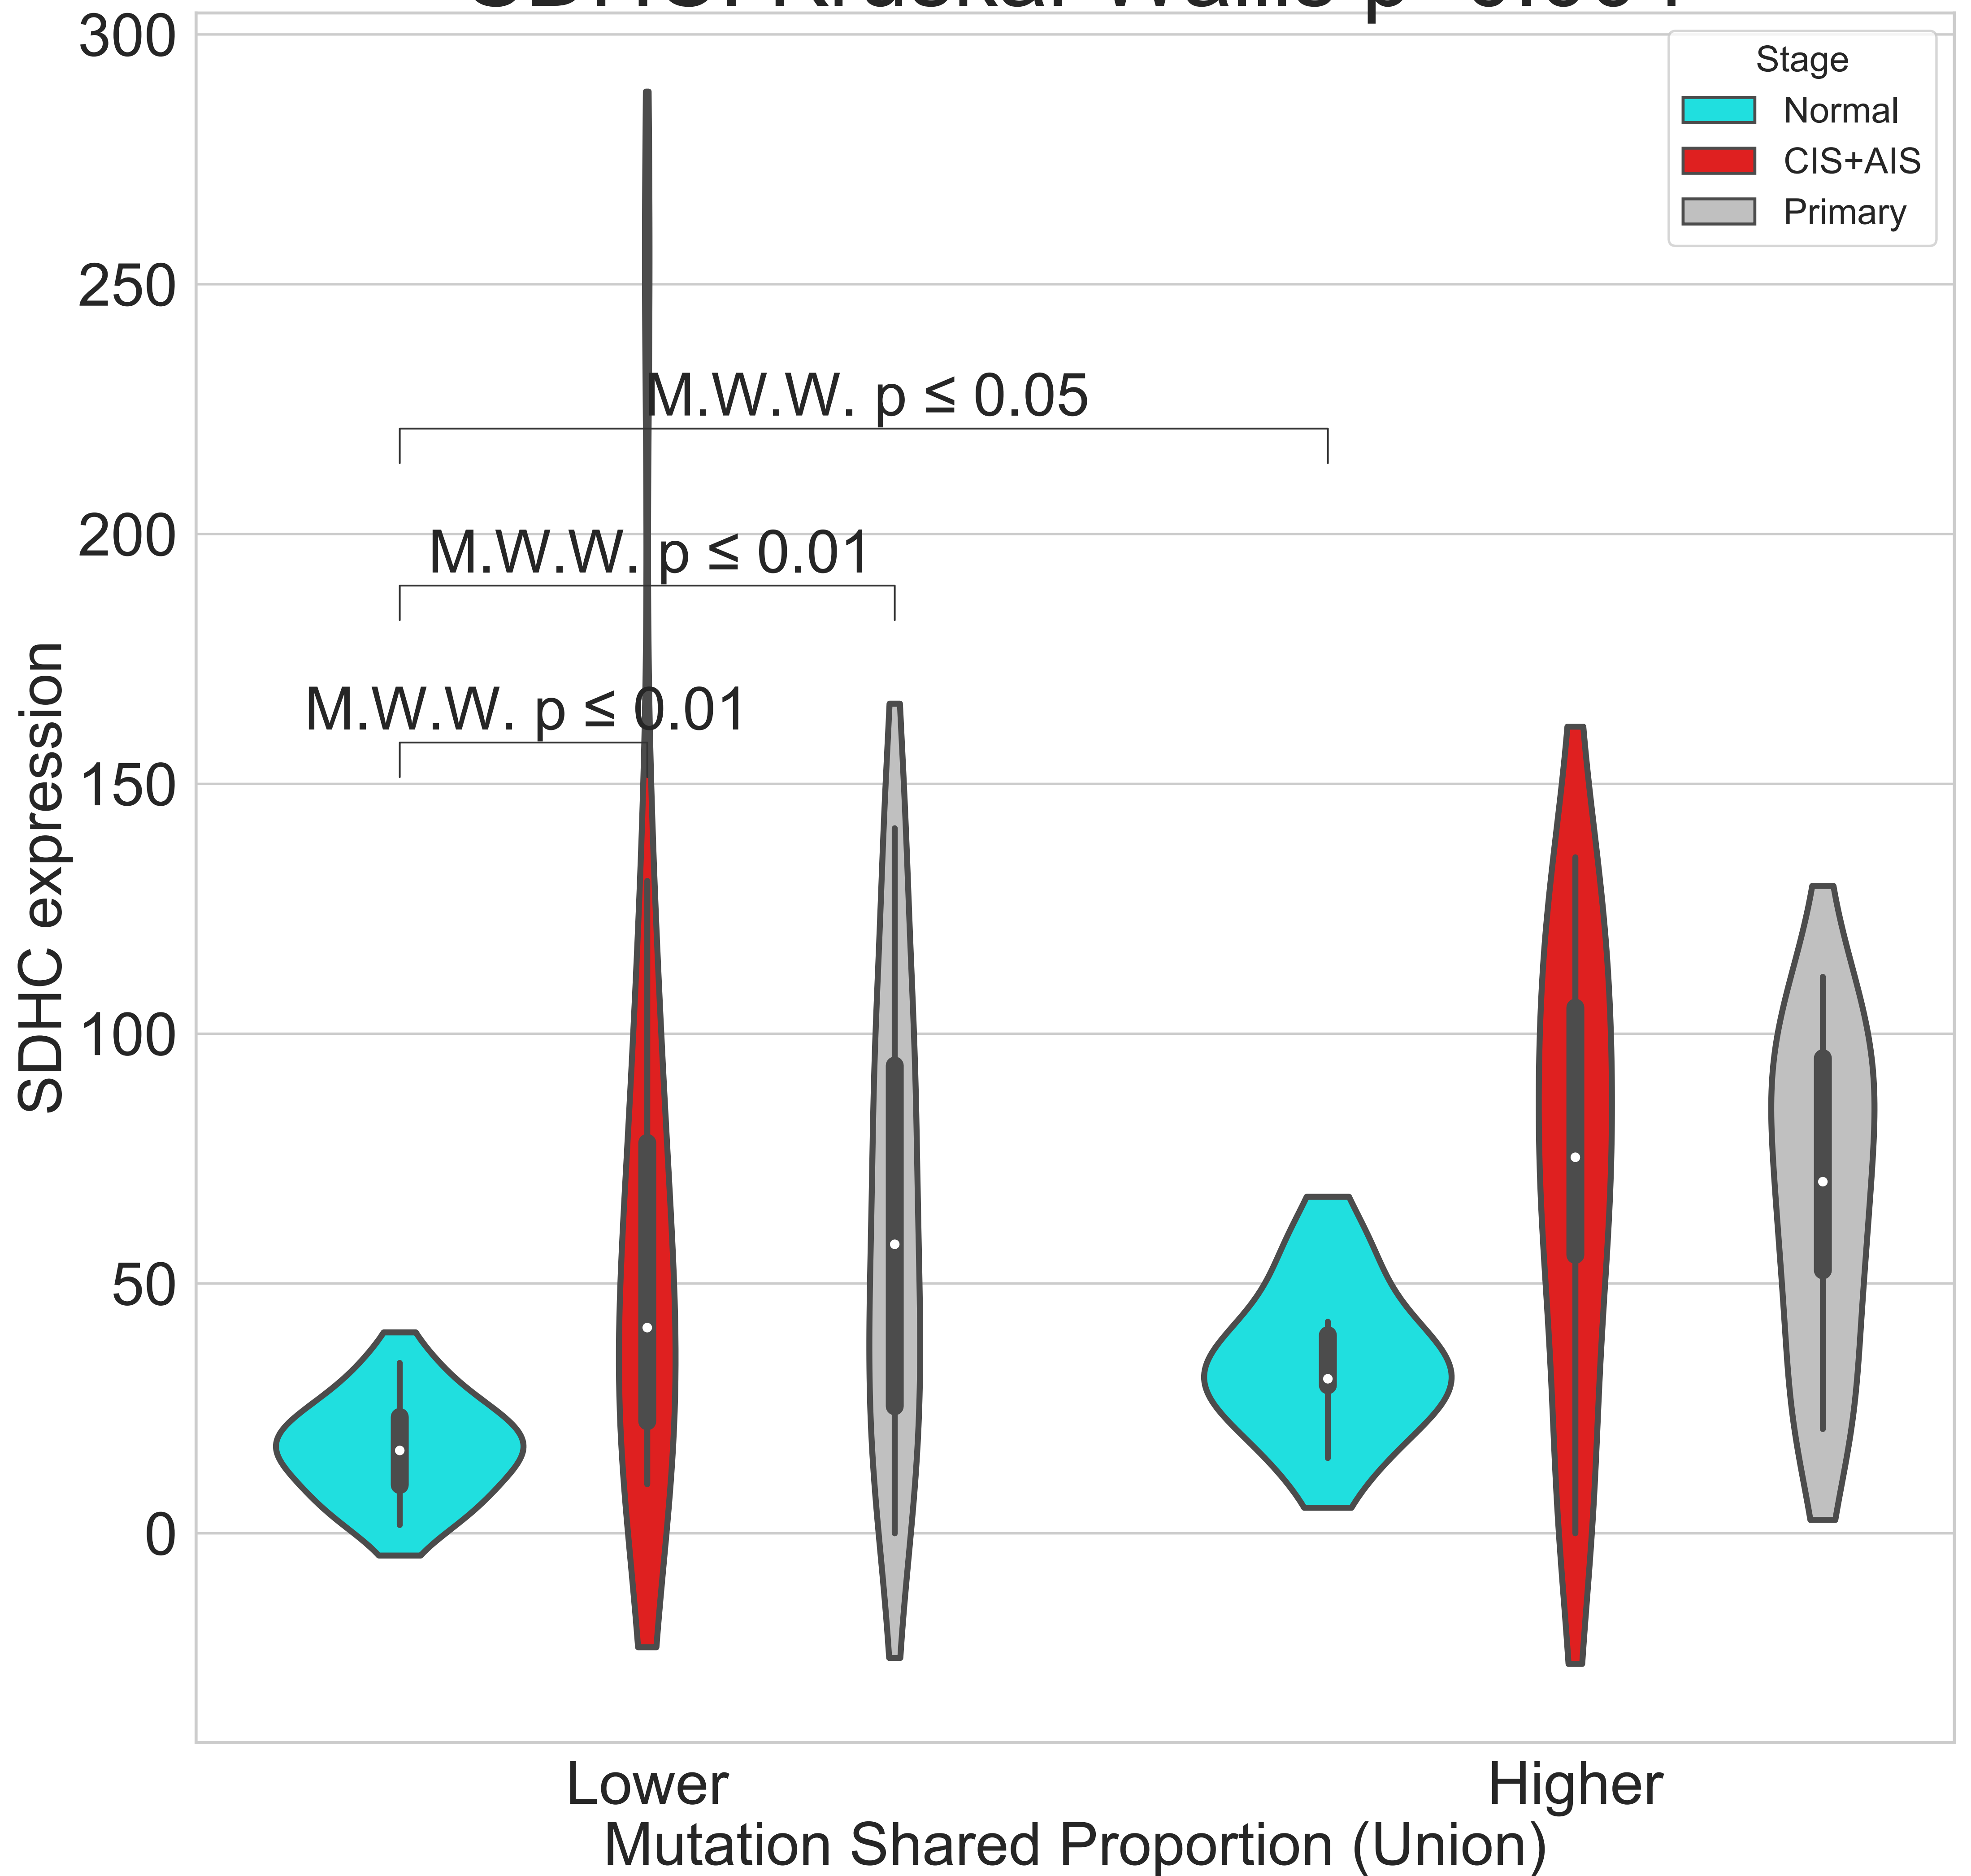 300
250
200
150
100
50
0
SDHC expression
Stage
Normal
CIS+AIS
Primary
M.W.W. p ≤ 0.05
M.W.W. p ≤ 0.01
M.W.W. p ≤ 0.01
Lower
Higher
Mutation Shared Proportion (Union)